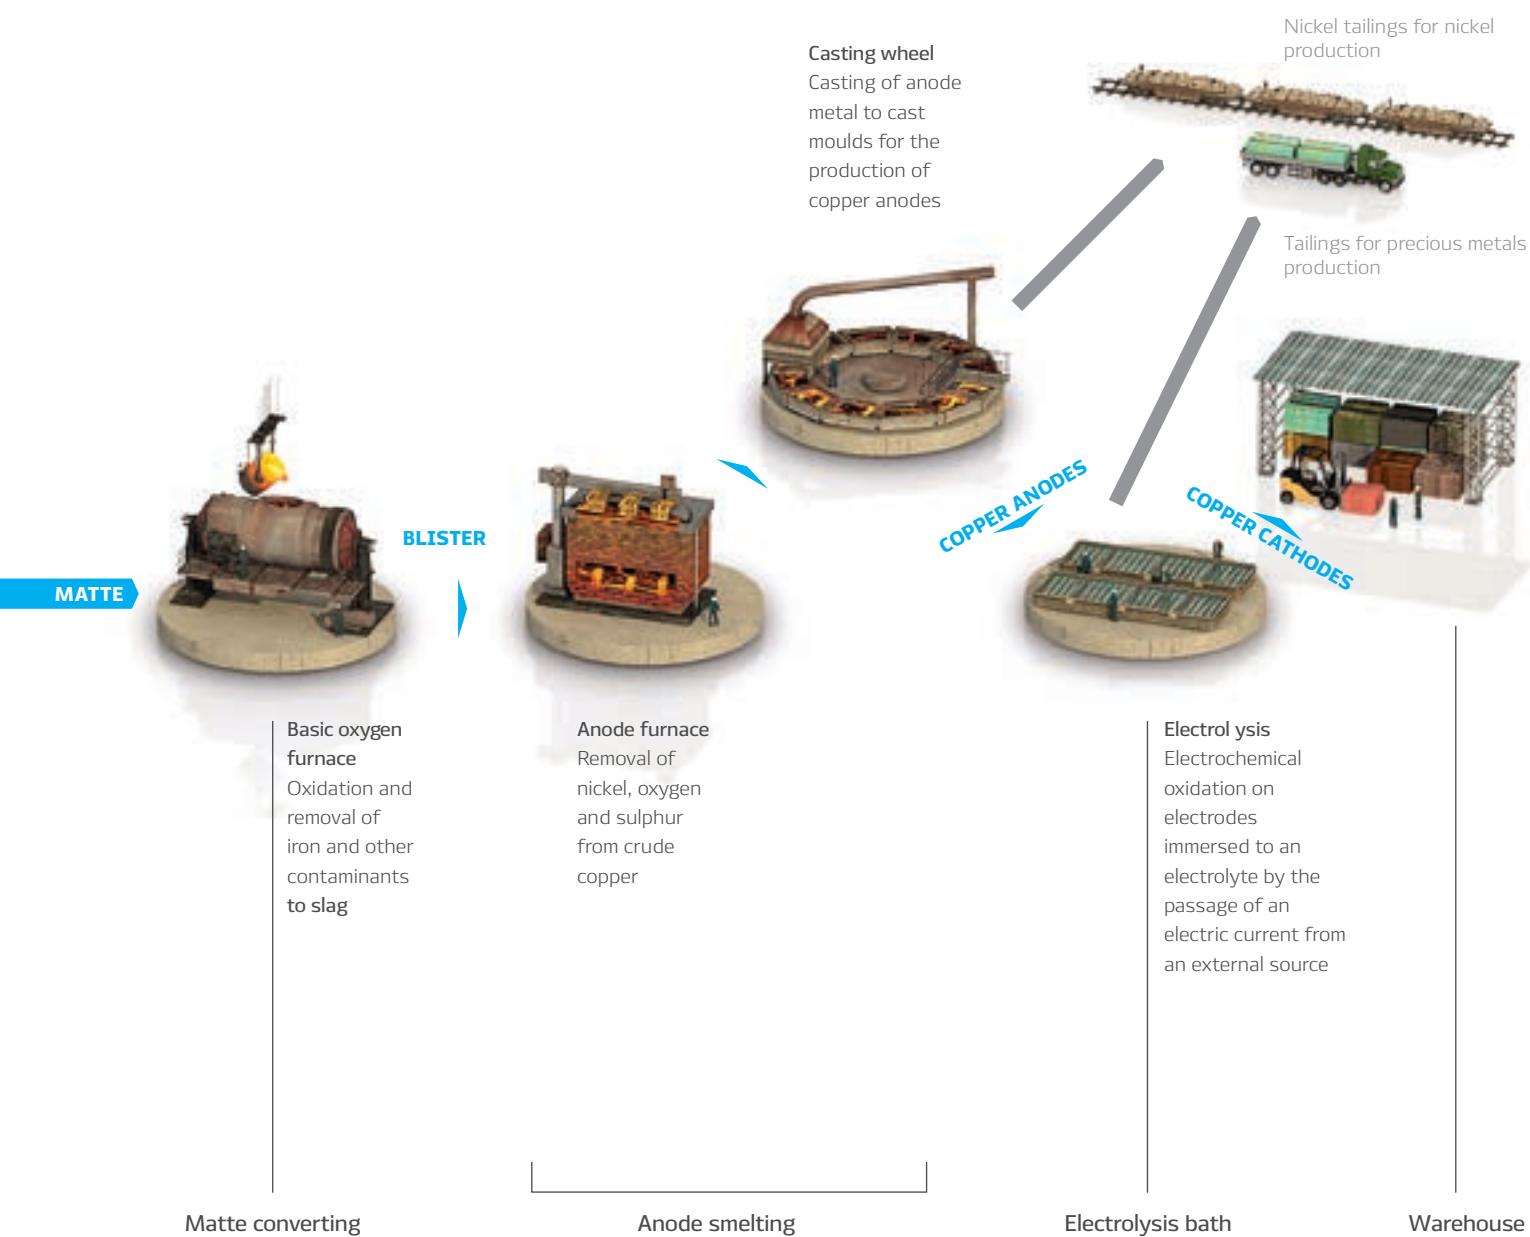 Nickel tailings for nickel
production
Casting wheel
Casting of anode
metal to cast
moulds for the
production of
copper anodes
Tailings for precious metals
production
MATTE
BLISTER
COPPER ANODES
COPPER CATHODES
Basic oxygen
furnace
Oxidation and
removal of
iron and other
contaminants
to slag
Anode furnace
Removal of
nickel, oxygen
and sulphur
from crude
copper
Electrol ysis
Electrochemical
oxidation on
electrodes
immersed to an
electrolyte by the
passage of an
electric current from
an external source
Matte converting
Anode smelting
Electrolysis bath
Warehouse